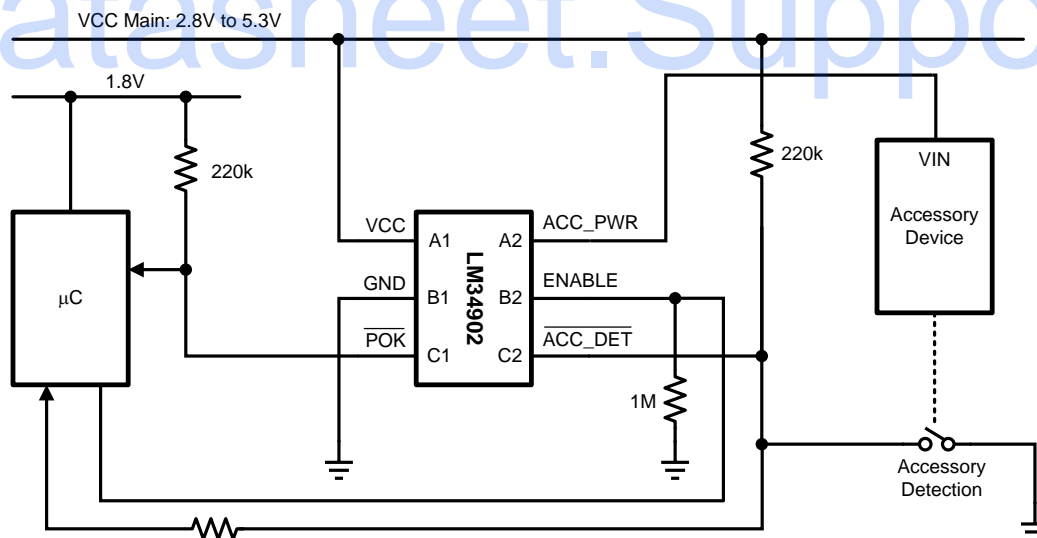 VCC Main: 2.8V to 5.3V
atasheet.Suppo
1.8V
220k
220k
VIN
Accessory
Device
VCC
A1
A2
ACC_PWR
μC
GND
B1
LM34902
B2
ENABLE
POK
C1
C2
ACC_DET
1M
Accessory
Detection